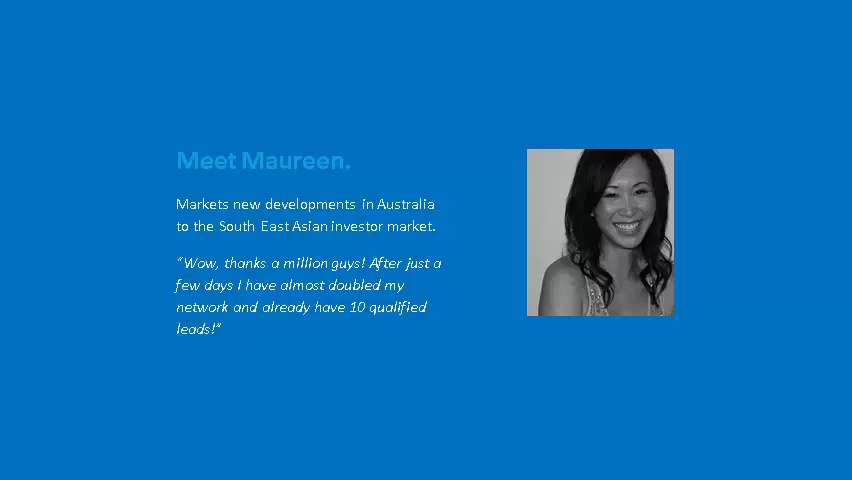 Meet Maureen.
Markets new developments in Australia
to the South East Asian investor market.
“Wow, thanks a million guys! After just a
few days I have almost doubled my
network and already have 10 qualified
leads!”